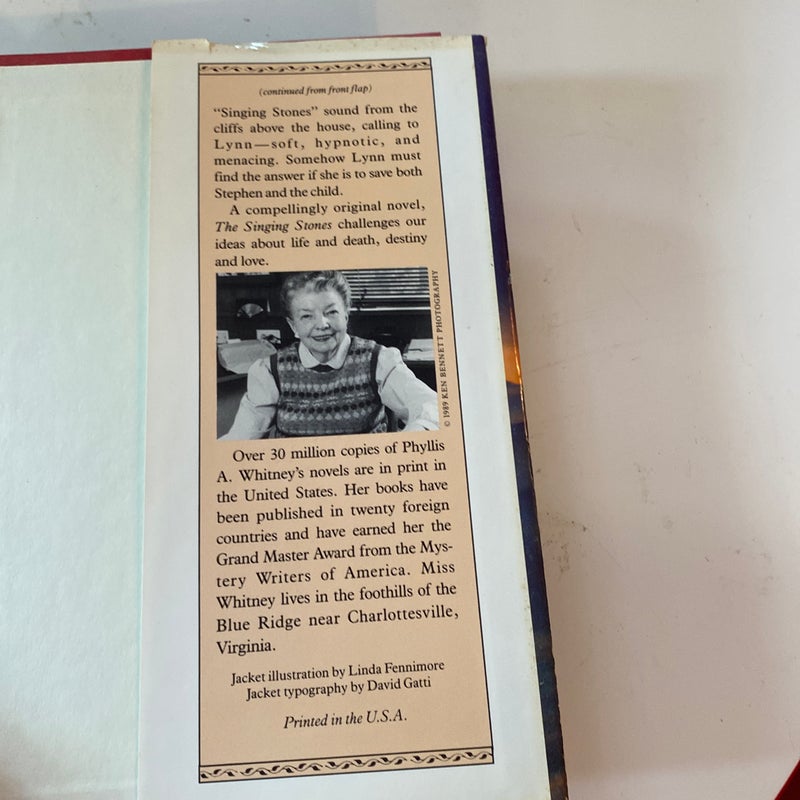 (continued from front flap)
“Singing Stones” sound from the
cliffs above the house, calling to
Lynn—soft, hypnotic, and
menacing. Somehow Lynn must
find the answer if she is to save both
Stephen and the child.
A compellingly original novel,
The Singing Stones challenges our
ideas about life and death, destiny
and love.
© 1989 KEN BENNETT PHOTOGRAPHY
Over 30 million copies of Phyllis
A. Whitney’s novels are in print in
the United States. Her books have
been published in twenty foreign
countries and have earned her the
Grand Master Award from the Mys-
tery Writers of America. Miss
Whitney lives in the foothills of the
Blue Ridge near Charlottesville,
Virginia.
Jacket illustration by Linda Fennimore
Jacket typography by David Gatti
Printed in the U.S.A.